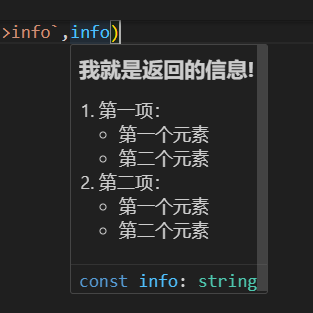 >info`,info)
我就是返回的信息!
1. 第一项：
○ 第一个元素
○ 第二个元素
2. 第二项：
○ 第一个元素
○ 第二个元素
const info: string